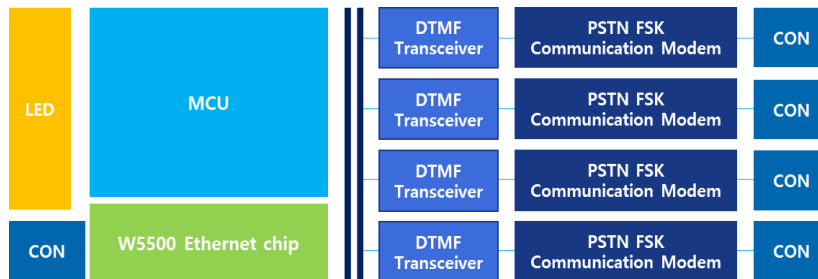 LED
MCU
CON
W5500 Ethernet chip
DTMF
Transceiver
PSTN FSK
Communication Modem
CON
DTMF
Transceiver
PSTN FSK
Communication Modem
CON
DTMF
Transceiver
PSTN FSK
Communication Modem
CON
DTMF
Transceiver
PSTN FSK
Communication Modem
CON